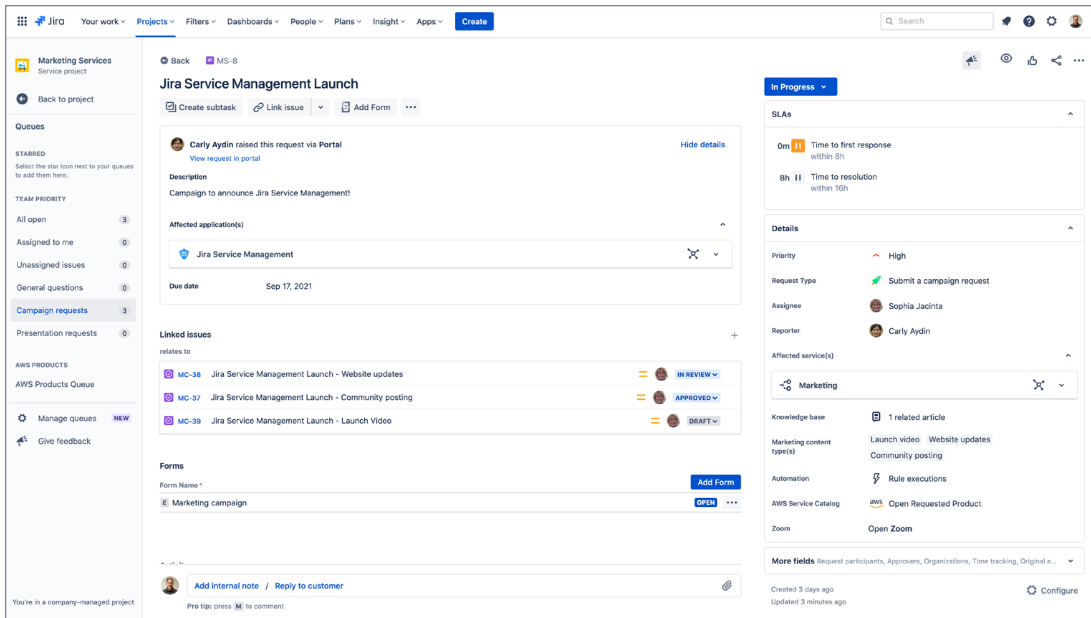 Jira Your work Projects Filters Dashboards People Plans Insight Apps Create Search
Marketing Services
Service project
Back to project
Queues
STARRED
Select the star icon next to your queues
to add them here.
TEAM PRIORITY
All open 3
Assigned to me 0
Unassigned issues 0
General questions 0
Campaign requests 3
Presentation requests 0
AWS PRODUCTS
AWS Products Queue
Manage queues NEW
Give feedback
You're in a company-managed project
Back MS-8
Jira Service Management Launch
Create subtask Link issue Add Form
Carly Aydin raised this request via Portal Hide details
View request in portal
Description
Campaign to announce Jira Service Management!
Affected application(s)
Jira Service Management
Due date Sep 17, 2021
Linked issues
relates to
MC-38 Jira Service Management Launch - Website updates IN REVIEW
MC-37 Jira Service Management Launch - Community posting APPROVED
MC-39 Jira Service Management Launch - Launch Video DRAFT
Forms
Add Form
Form Name
E Marketing campaign OPEN
Add internal note / Reply to customer
Pro tip: press M to comment
In Progress
SLAs
0m Time to first response
within 8h
8h Time to resolution
within 16h
Details
Priority High
Request Type Submit a campaign request
Assignee Sophia Jacinta
Reporter Carly Aydin
Affected service(s)
Marketing
Knowledge base 1 related article
Marketing content
type(s)
Launch video Website updates
Community posting
Automation Rule executions
AWS Service Catalog aws Open Requested Product
Zoom Open Zoom
More fields Request participants, Approvers, Organizations, Time tracking, Original e...
Created 3 days ago Configure
Updated 3 minutes ago